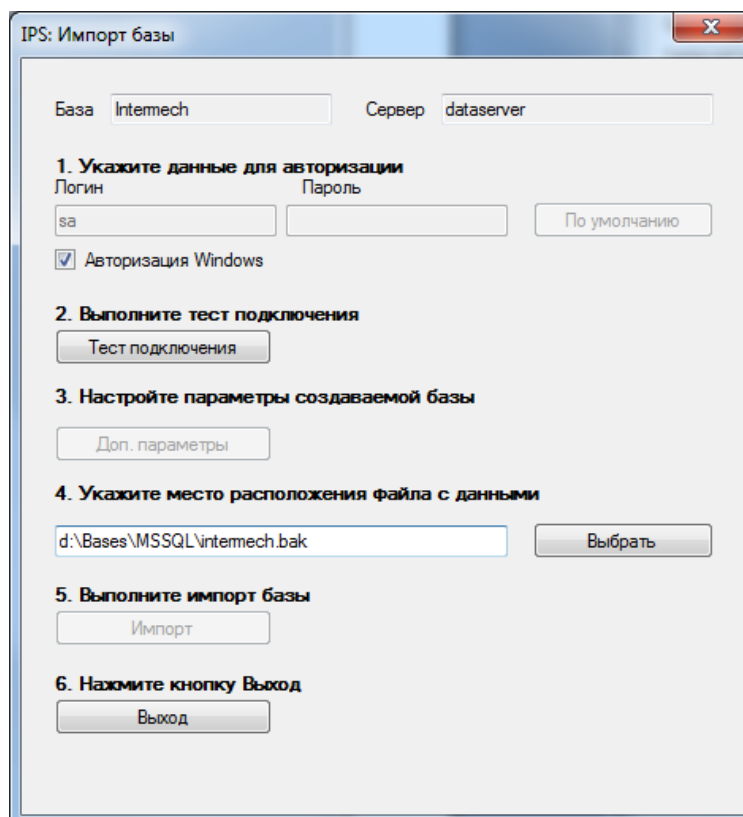 IPS: Импорт базы
База Intermech Сервер dataserver
1. Укажите данные для авторизации
Логин Пароль
sa По умолчанию
Авторизация Windows
2. Выполните тест подключения
Тест подключения
3. Настройте параметры создаваемой базы
Доп. параметры
4. Укажите место расположения файла с данными
d:\Bases\MSSQL\intermech.bak Выбрать
5. Выполните импорт базы
Импорт
6. Нажмите кнопку Выход
Выход